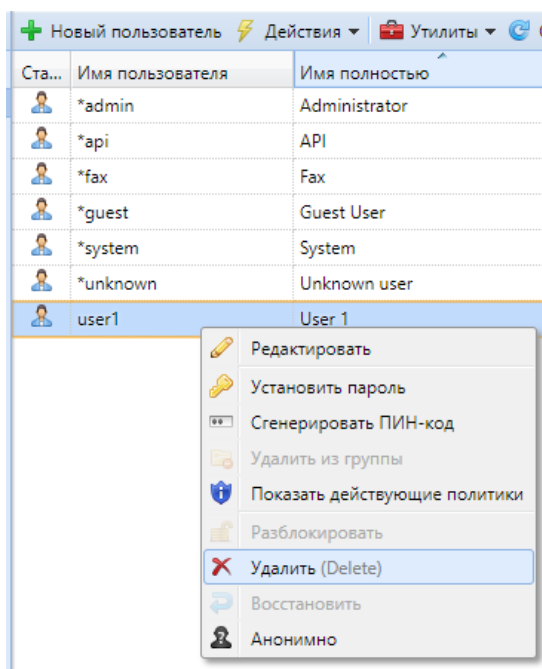 Новый пользователь Действия Утилиты
Ста... Имя пользователя Имя полностью
*admin Administrator
*api API
*fax Fax
*guest Guest User
*system System
*unknown Unknown user
user1 User 1
Редактировать
Установить пароль
Сгенерировать ПИН-код
Удалить из группы
Показать действующие политики
Разблокировать
Удалить (Delete)
Восстановить
Анонимно